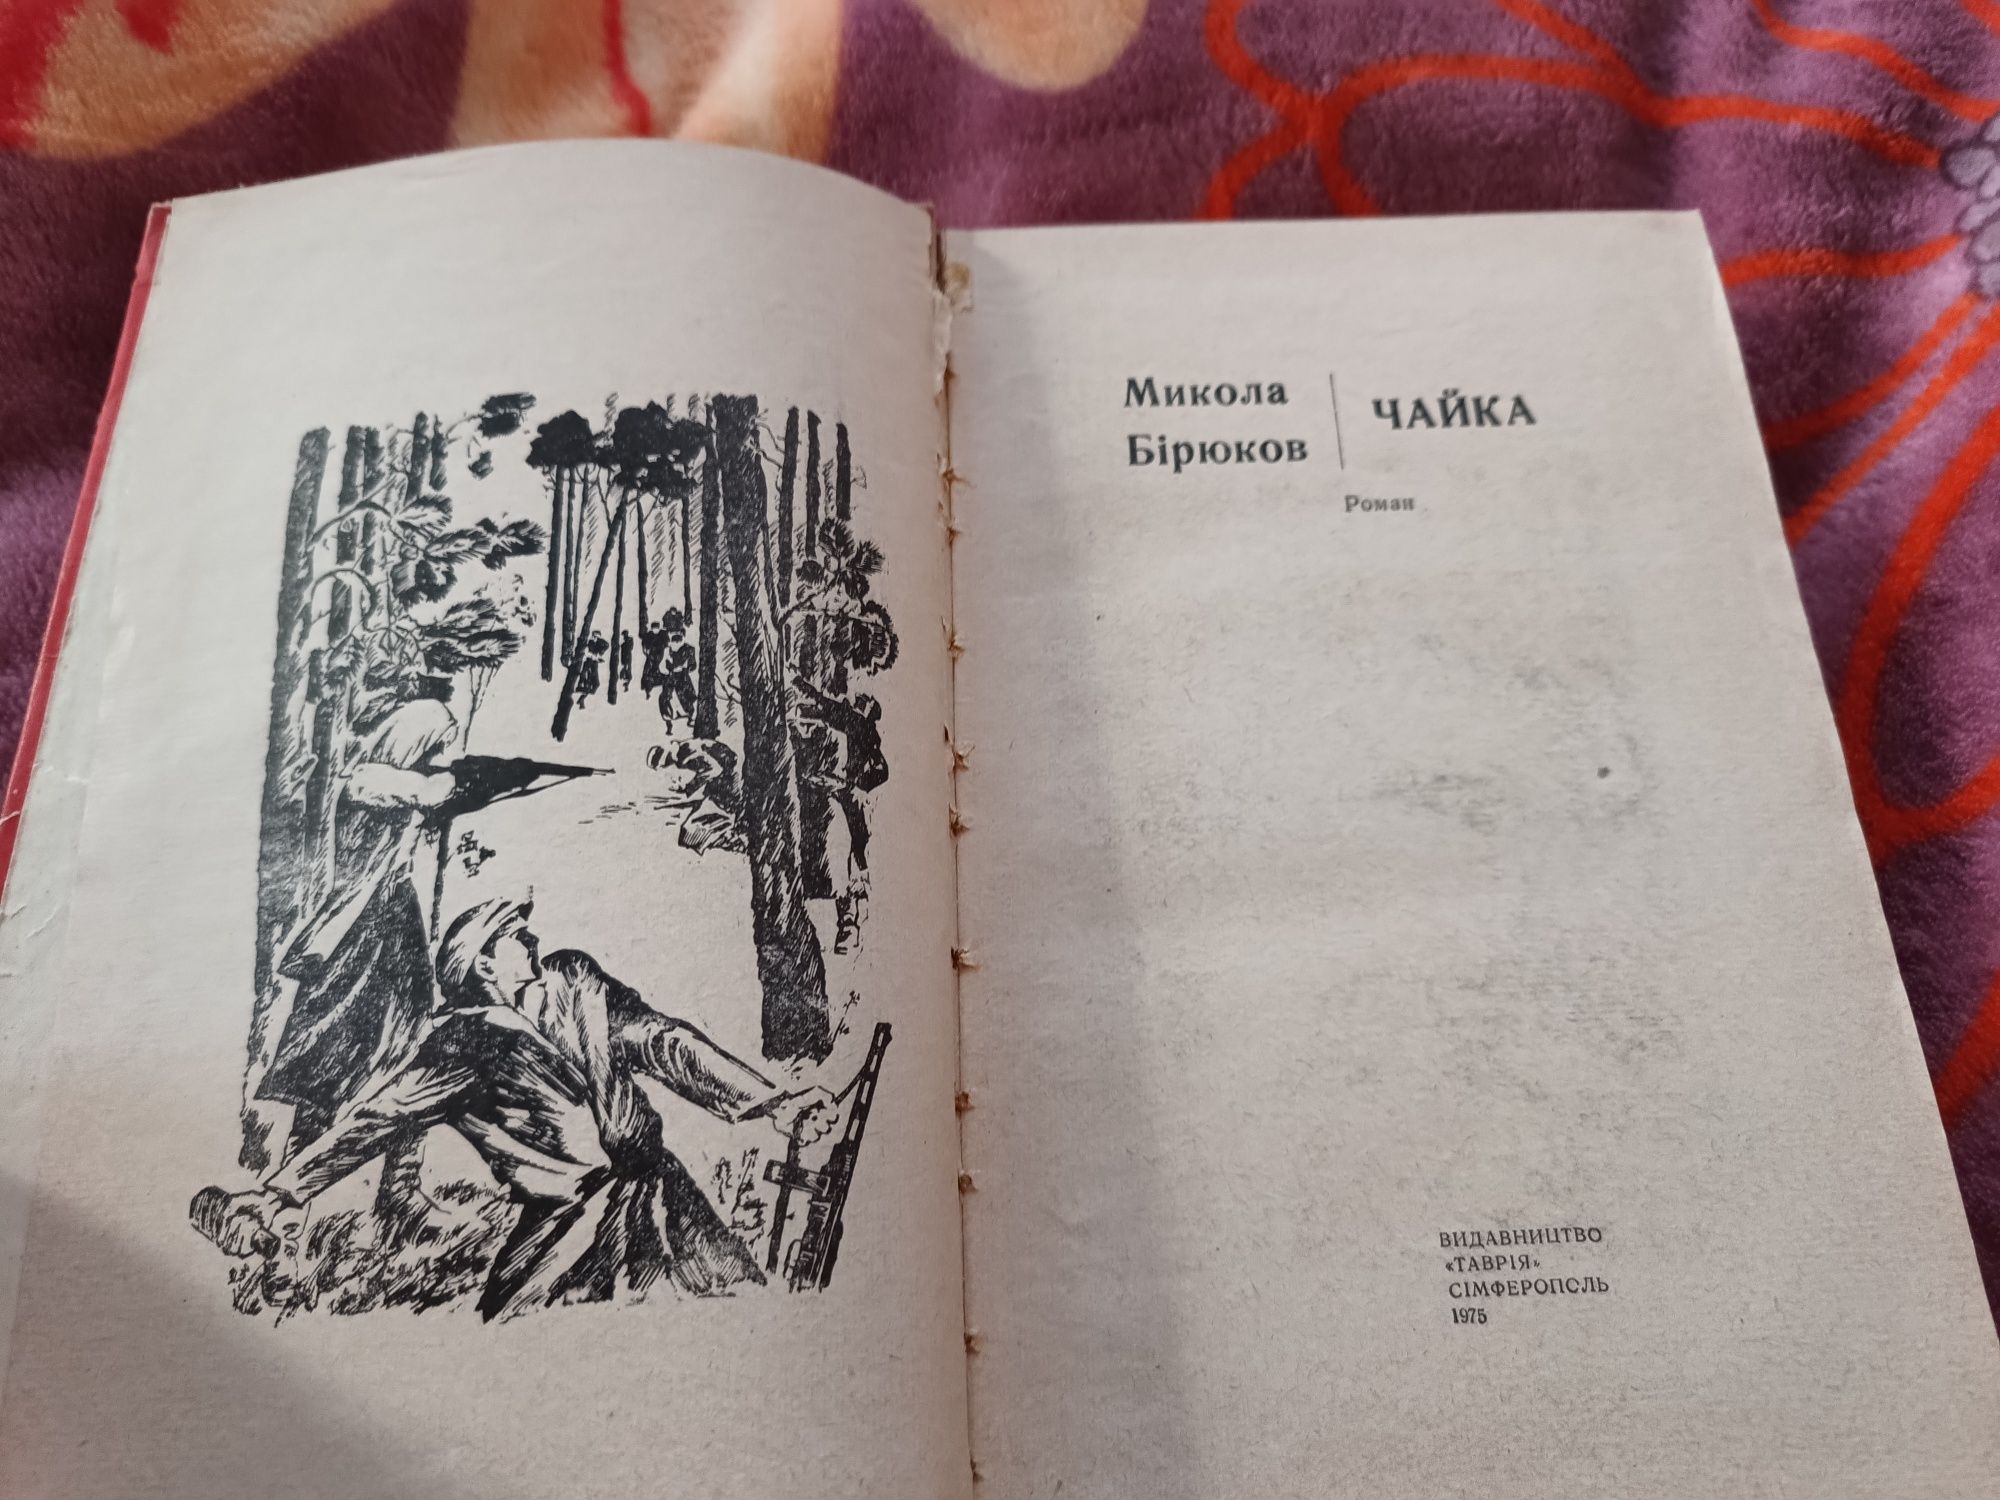 Микола
Бірюков
ЧАЙКА
Роман
ВИДАВНИЦТВО
«ТАВРІЯ»
СІМФЕРОПОЛЬ
1975